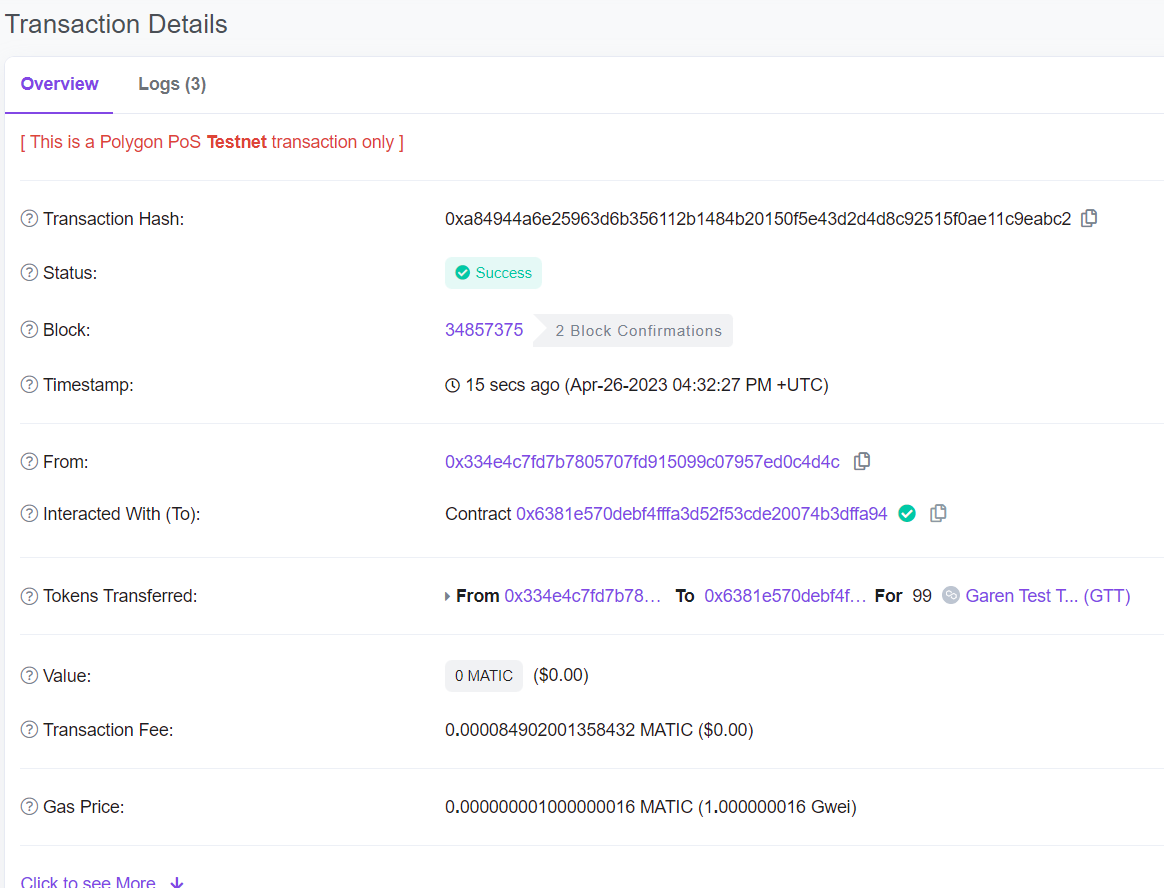 Transaction Details
Overview Logs (3)
[ This is a Polygon PoS Testnet transaction only ]
Transaction Hash: 0xa84944a6e25963d6b356112b1484b20150f5e43d2d4d8c92515f0ae11c9eabc2
Status: Success
Block: 34857375 2 Block Confirmations
Timestamp: 15 secs ago (Apr-26-2023 04:32:27 PM +UTC)
From: 0x334e4c7fd7b7805707fd915099c07957ed0c4d4c
Interacted With (To): Contract 0x6381e570debf4fffa3d52f53cde20074b3dffa94
Tokens Transferred: From 0x334e4c7fd7b78... To 0x6381e570debf4f... For 99 Garen Test T... (GTT)
Value: 0 MATIC ($0.00)
Transaction Fee: 0.000084902001358432 MATIC ($0.00)
Gas Price: 0.000000001000000016 MATIC (1.000000016 Gwei)
Click to see More